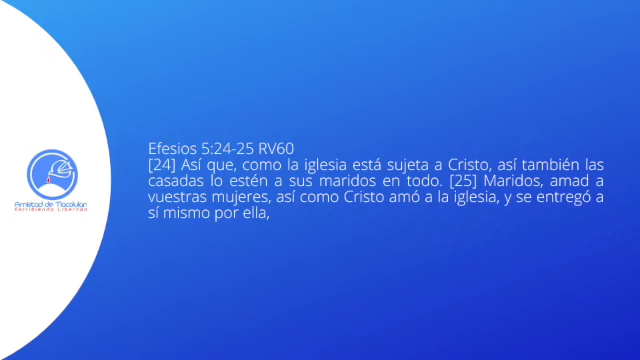 Efesios 5:24-25 RV60
[24] Así que, como la iglesia está sujeta a Cristo, así también las
casadas lo estén a sus maridos en todo. [25] Maridos, amad a
vuestras mujeres, así como Cristo amó a la iglesia, y se entregó a
sí mismo por ella,
Amistad de Tlacolulan
Escribiendo Libertad